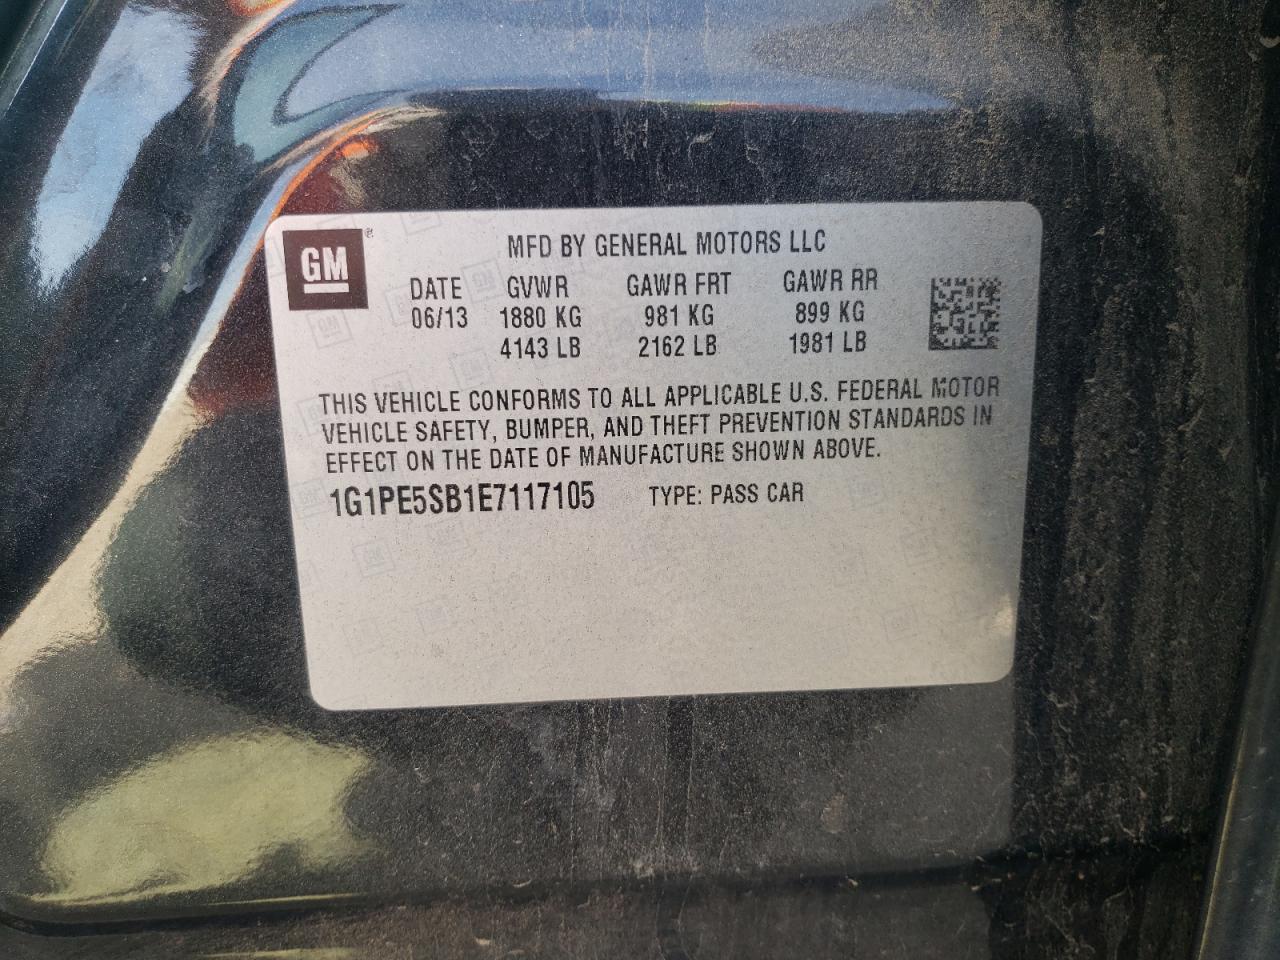 GM ®
MFD BY GENERAL MOTORS LLC
DATE GVWR GAWR FRT GAWR RR
06/13 1880 KG 981 KG 899 KG
4143 LB 2162 LB 1981 LB
THIS VEHICLE CONFORMS TO ALL APPLICABLE U.S. FEDERAL MOTOR
VEHICLE SAFETY, BUMPER, AND THEFT PREVENTION STANDARDS IN
EFFECT ON THE DATE OF MANUFACTURE SHOWN ABOVE.
1G1PE5SB1E7117105 TYPE: PASS CAR